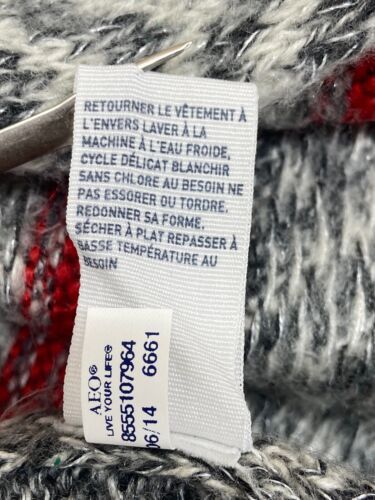 RETOURNER LE VÊTEMENT À
L'ENVERS LAVER À LA
MACHINE À L'EAU FROIDE,
CYCLE DÉLICAT BLANCHIR
SANS CHLORE AU BESOIN NE
PAS ESSORER OU TORDRE.
REDONNER SA FORME.
SÉCHER À PLAT REPASSER À
BASSE TEMPÉRATURE AU
BESOIN
AEO®
LIVE YOUR LIFE®
8555107964
06/14 6661